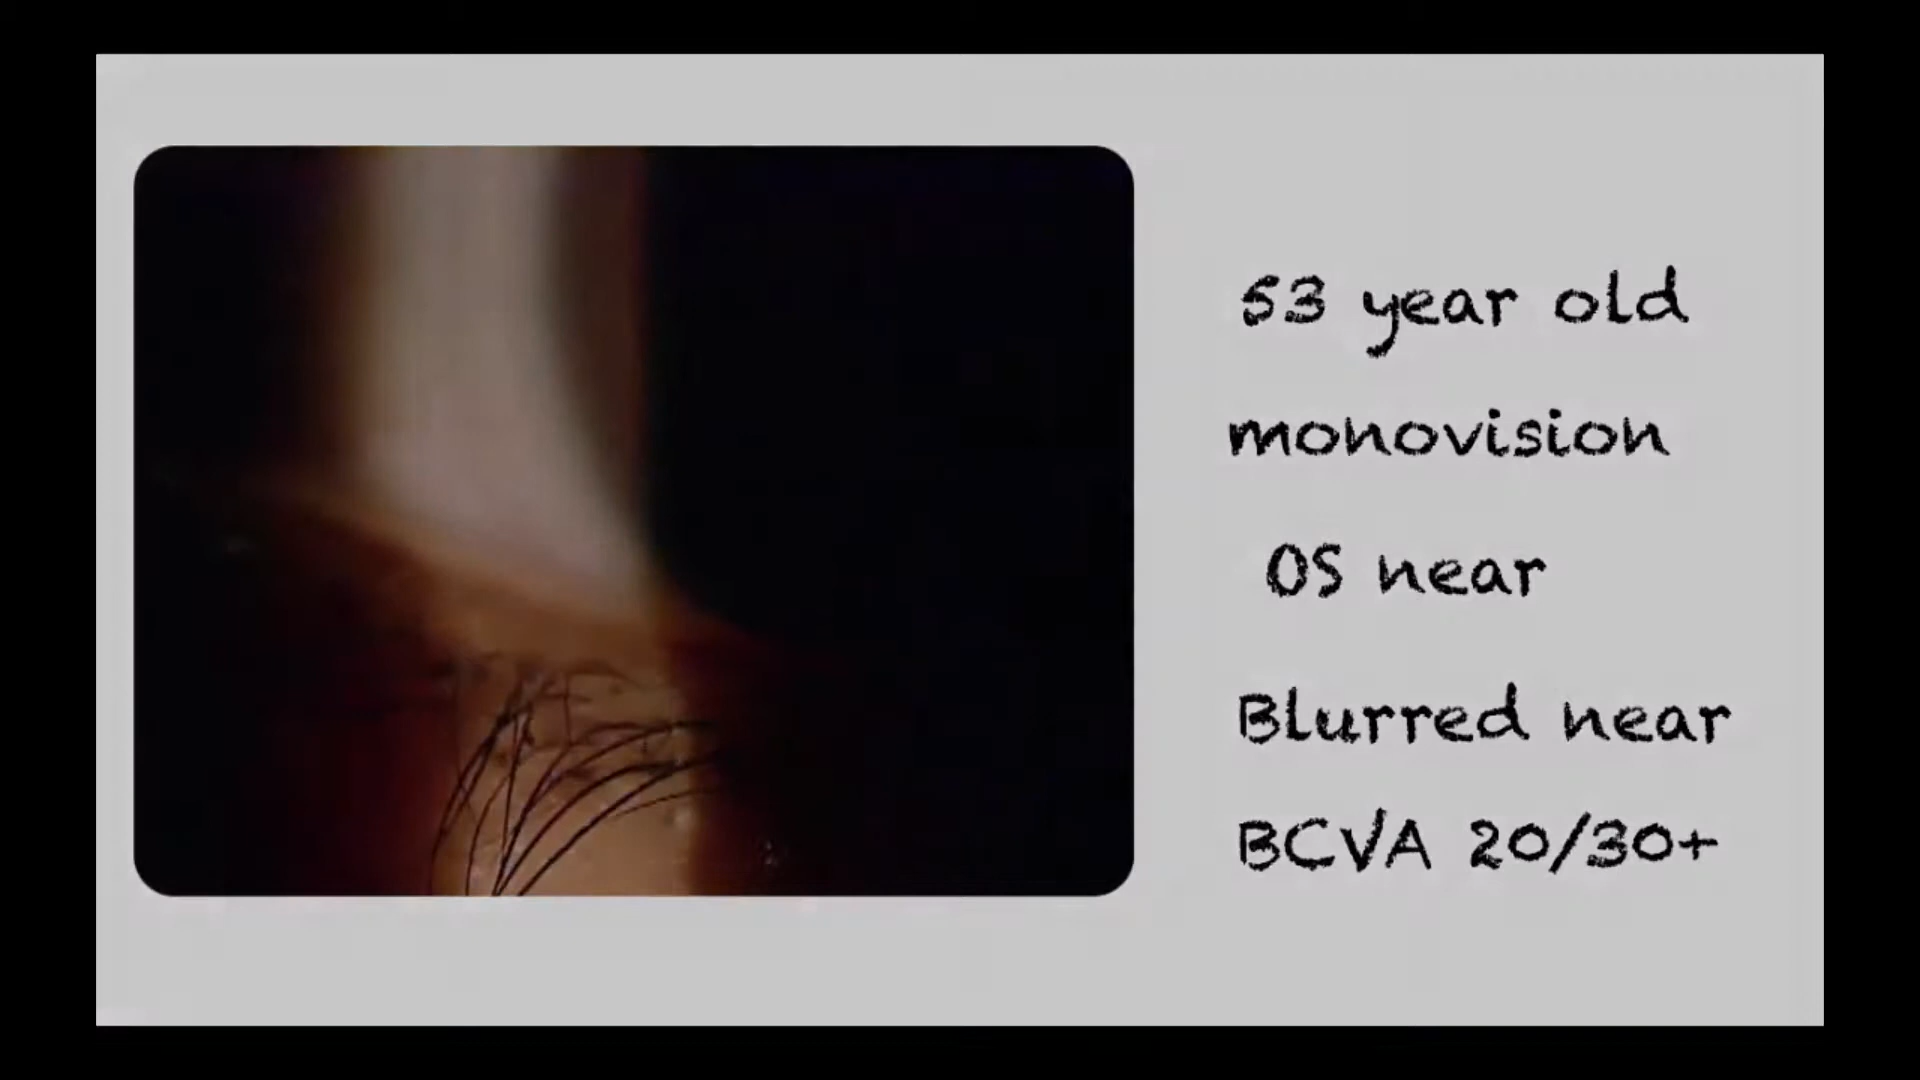 53 year old
monovision
OS near
Blurred near
BCVA 20/30+